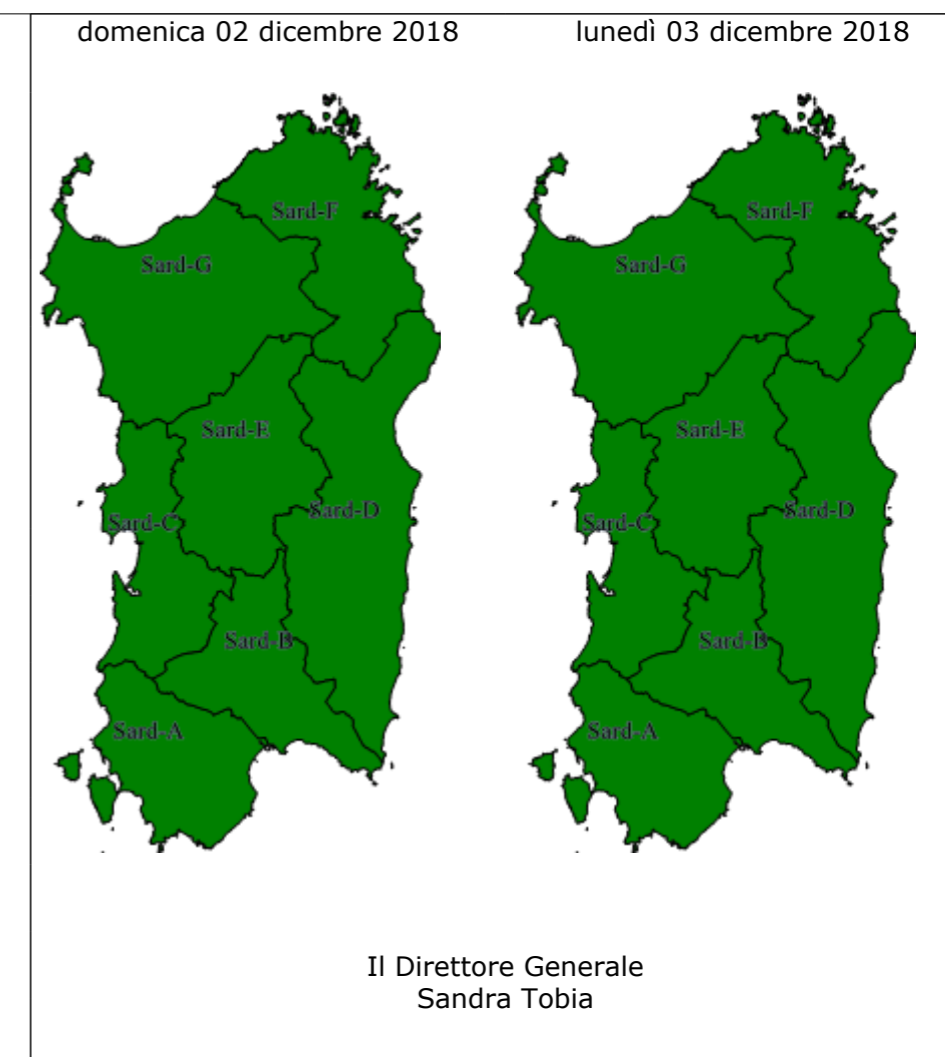 domenica 02 dicembre 2018
lunedì 03 dicembre 2018
Sard-F
Sard-G
Sard-E
Sard-D
Sard-C
Sard-B
Sard-A
Sard-F
Sard-G
Sard-E
Sard-D
Sard-C
Sard-B
Sard-A
Il Direttore Generale
Sandra Tobia